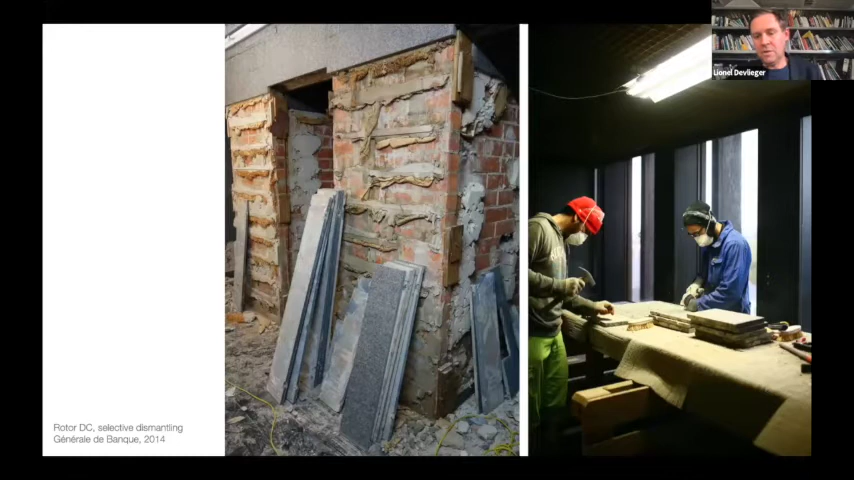 Lionel Devlieger
Rotor DC, selective dismantling
Générale de Banque, 2014